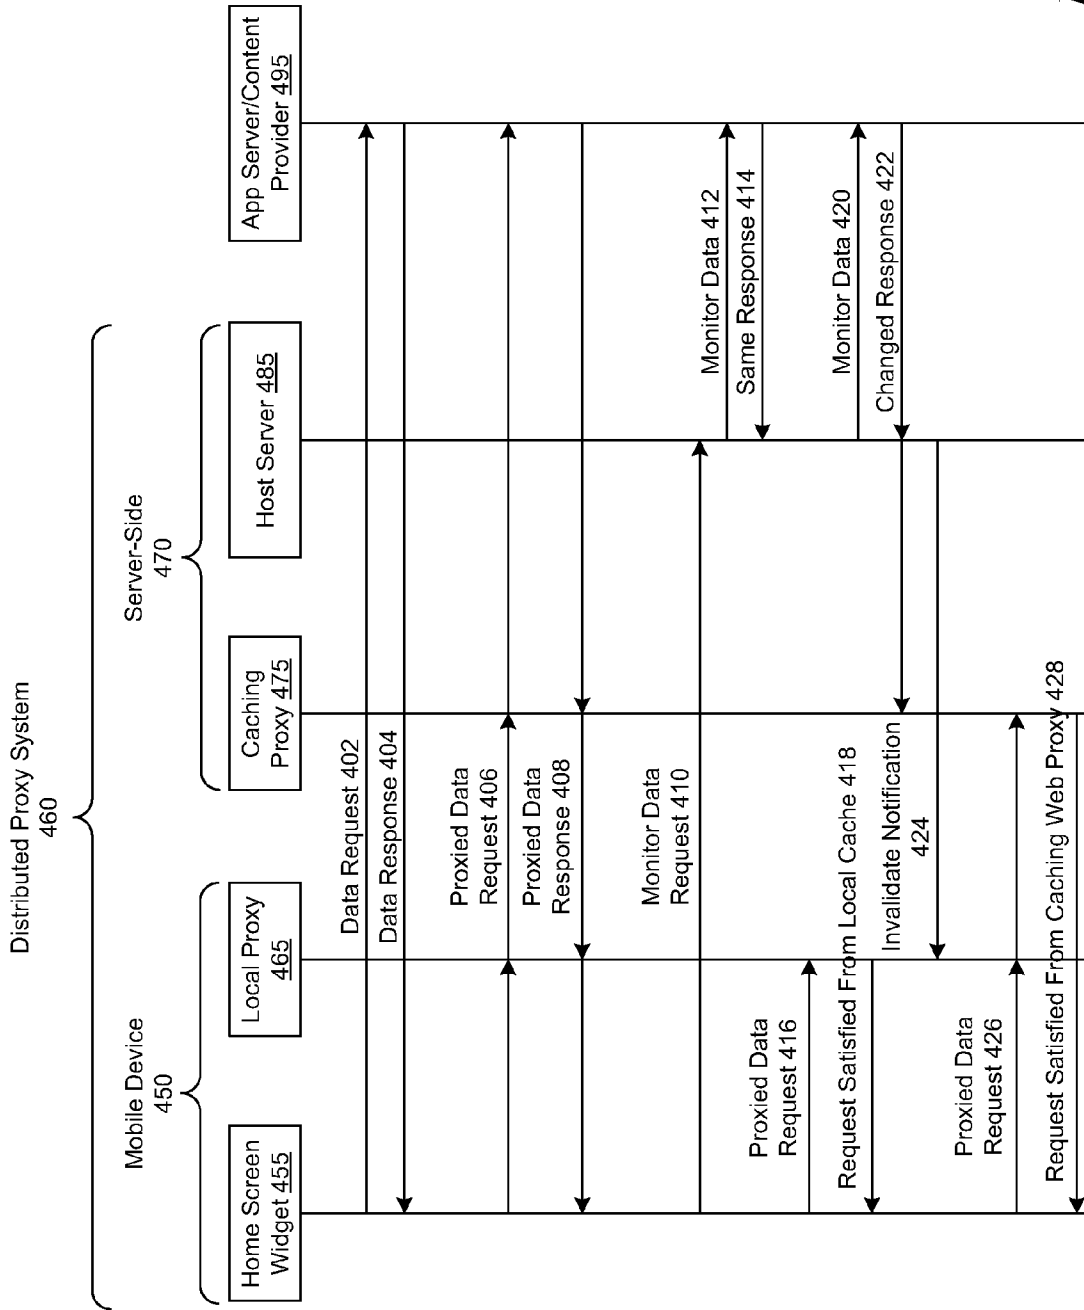 Distributed Proxy System
460
Mobile Device
450
Server-Side
470
Home Screen
Widget 455
Local Proxy
465
Caching
Proxy 475
Host Server 485
App Server/Content
Provider 495
Data Request 402
Data Response 404
Proxied Data
Request 406
Proxied Data
Response 408
Monitor Data
Request 410
Monitor Data 412
Same Response 414
Proxied Data
Request 416
Request Satisfied From Local Cache 418
Monitor Data 420
Changed Response 422
Invalidate Notification
424
Proxied Data
Request 426
Request Satisfied From Caching Web Proxy 428